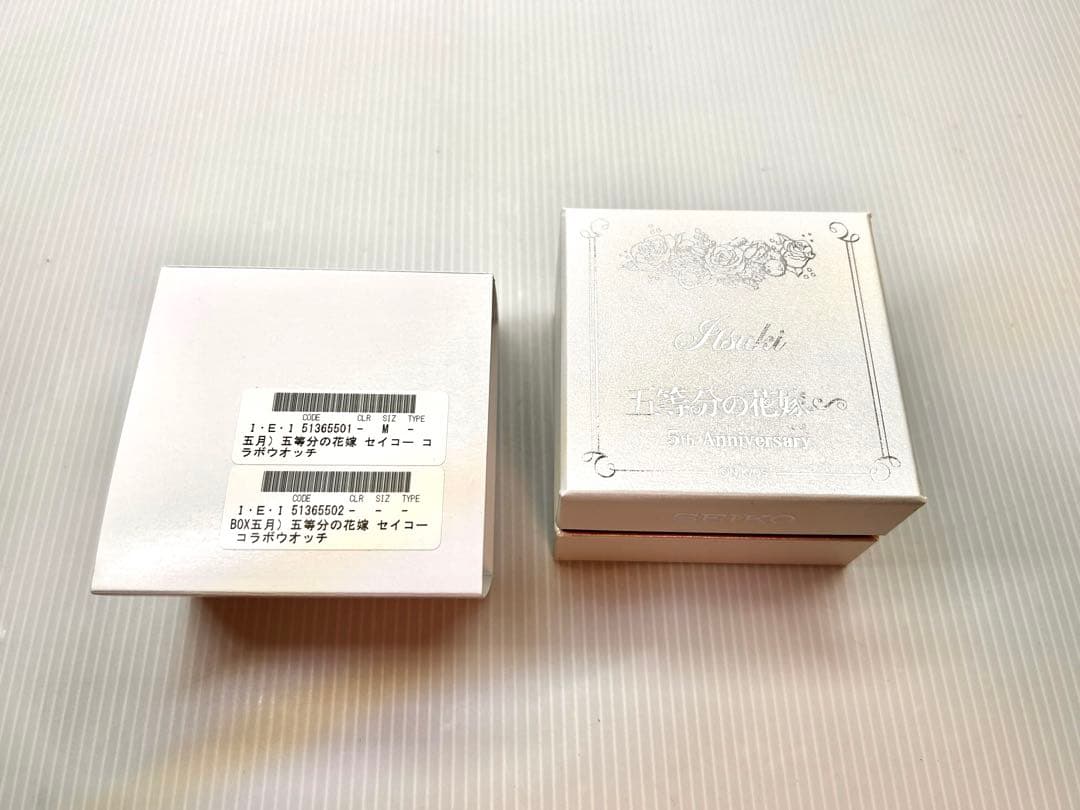 CODE CLR SIZ TYPE
I・E・I 51365501 - M -
五月) 五等分の花嫁 セイコー コ
ラボウオッチ
CODE CLR SIZ TYPE
I・E・I 51365502 - - -
BOX五月) 五等分の花嫁 セイコー
コラボウオッチ
Itsuki
五等分の花嫁
5th Anniversary
SEIKO